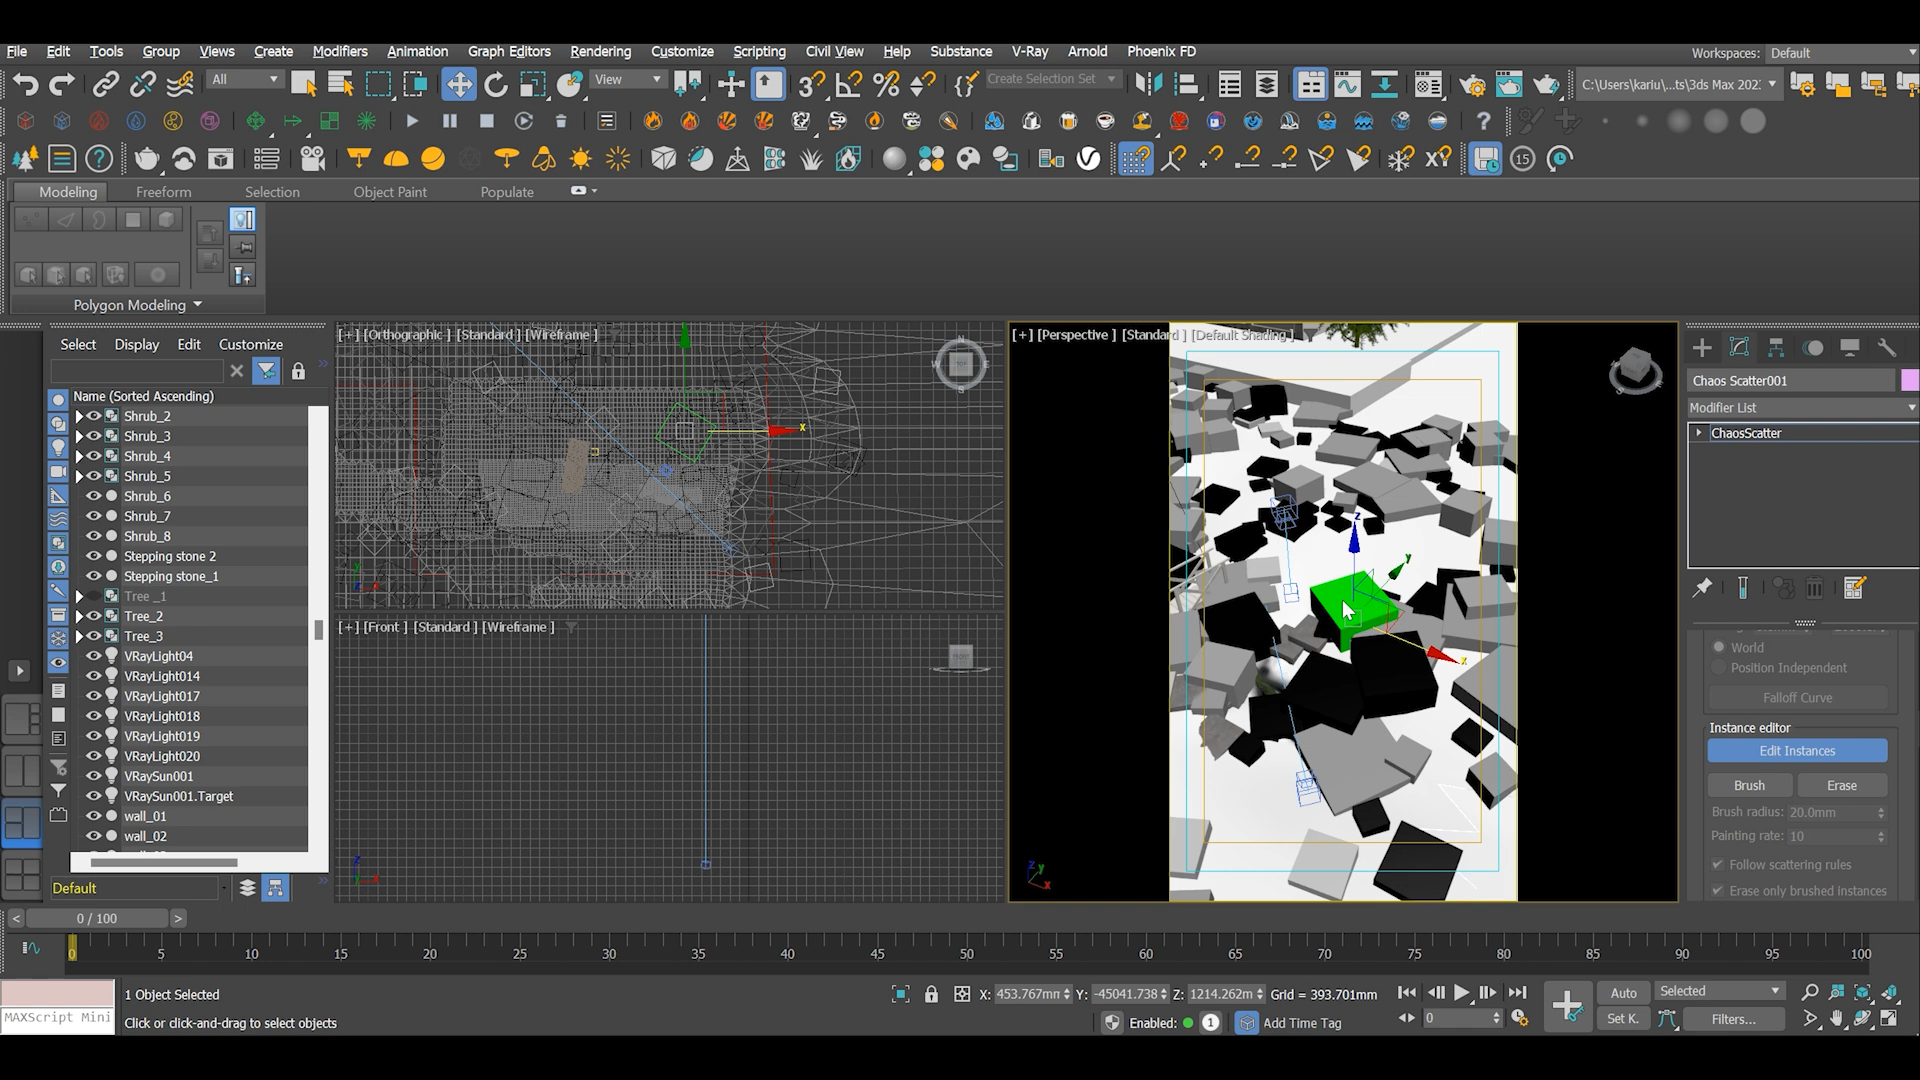 File Edit Tools Group Views Create Modifiers Animation Graph Editors Rendering Customize Scripting Civil View Help Substance V-Ray Arnold Phoenix FD
Workspaces: Default
All
View
Create Selection Set
C:\Users\kariu\...ts\3ds Max 202:
15
Modeling Freeform Selection Object Paint Populate
Polygon Modeling
Select Display Edit Customize
Name (Sorted Ascending)
Shrub_2
Shrub_3
Shrub_4
Shrub_5
Shrub_6
Shrub_7
Shrub_8
Stepping stone 2
Stepping stone_1
Tree _1
Tree_2
Tree_3
VRayLight04
VRayLight014
VRayLight017
VRayLight018
VRayLight019
VRayLight020
VRaySun001
VRaySun001.Target
wall_01
wall_02
Default
[+] [Orthographic ] [Standard ] [Wireframe ]
[+] [Front ] [Standard ] [Wireframe ]
FRONT
[+] [Perspective ] [Standard ] [Default Shading ]
Chaos Scatter001
Modifier List
ChaosScatter
World
Position Independent
Falloff Curve
Instance editor
Edit Instances
Brush Erase
Brush radius: 20.0mm
Painting rate: 10
Follow scattering rules
Erase only brushed instances
0 / 100
0 5 10 15 20 25 30 35 40 45 50 55 60 65 70 75 80 85 90 95 100
1 Object Selected
X: 453.767mm Y: -45041.738 Z: 1214.262m Grid = 393.701mm
Auto Selected
MAXScript Mini
Click or click-and-drag to select objects
Enabled: 1 Add Time Tag
0
Set K. Filters...